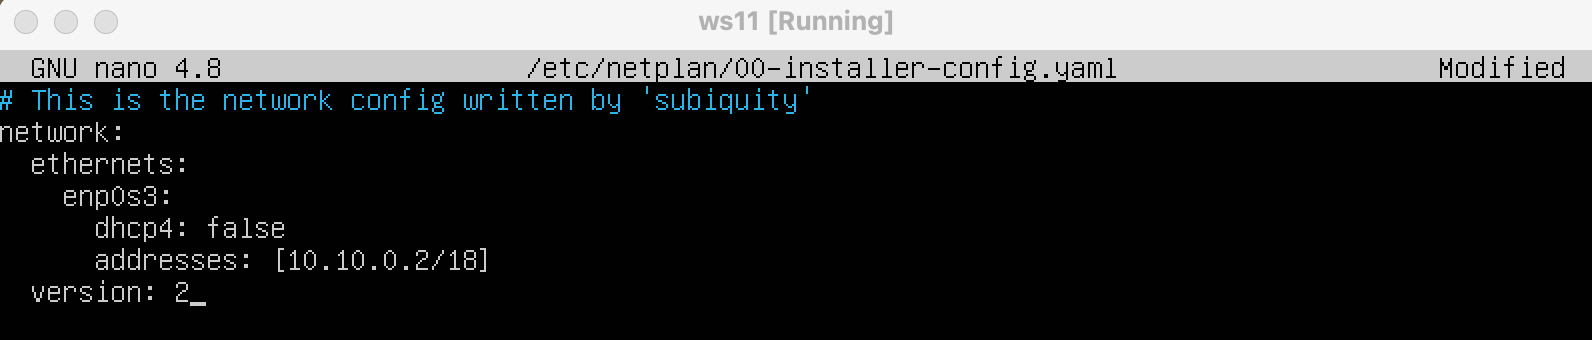 ws11 [Running]
GNU nano 4.8 /etc/netplan/00-installer-config.yaml Modified
# This is the network config written by 'subiquity'
network:
  ethernets:
    enp0s3:
      dhcp4: false
      addresses: [10.10.0.2/18]
  version: 2_